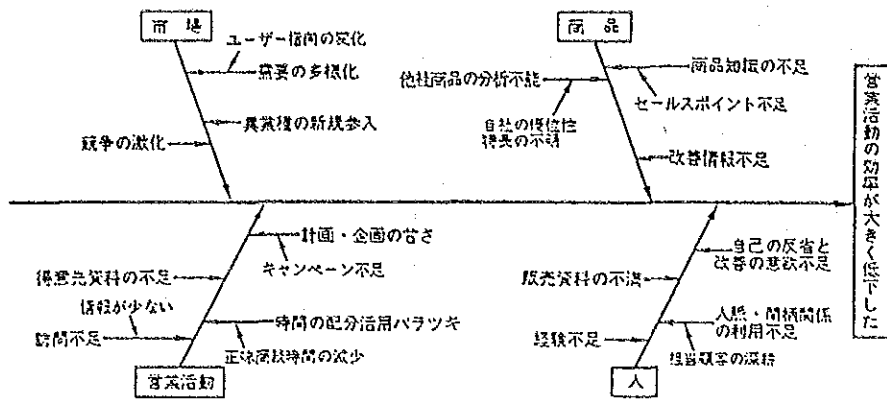 市場
ユーザー指向の変化
需要の多様化
異業種の新規参入
競争の激化
商品
商品知識の不足
他社商品の分析不能
セールスポイント不足
自社の優位性
特長の不明
改善情報不足
営業活動の効率が大きく低下した
計画・企画の甘さ
キャンペーン不足
得意先資料の不足
情報が少ない
訪問不足
時間の配分活用バラツキ
正味商談時間の減少
営業活動
自己の反省と
改善の意欲不足
販売資料の不満
人脈・間柄関係
の利用不足
経験不足
担当顧客の深耕
人